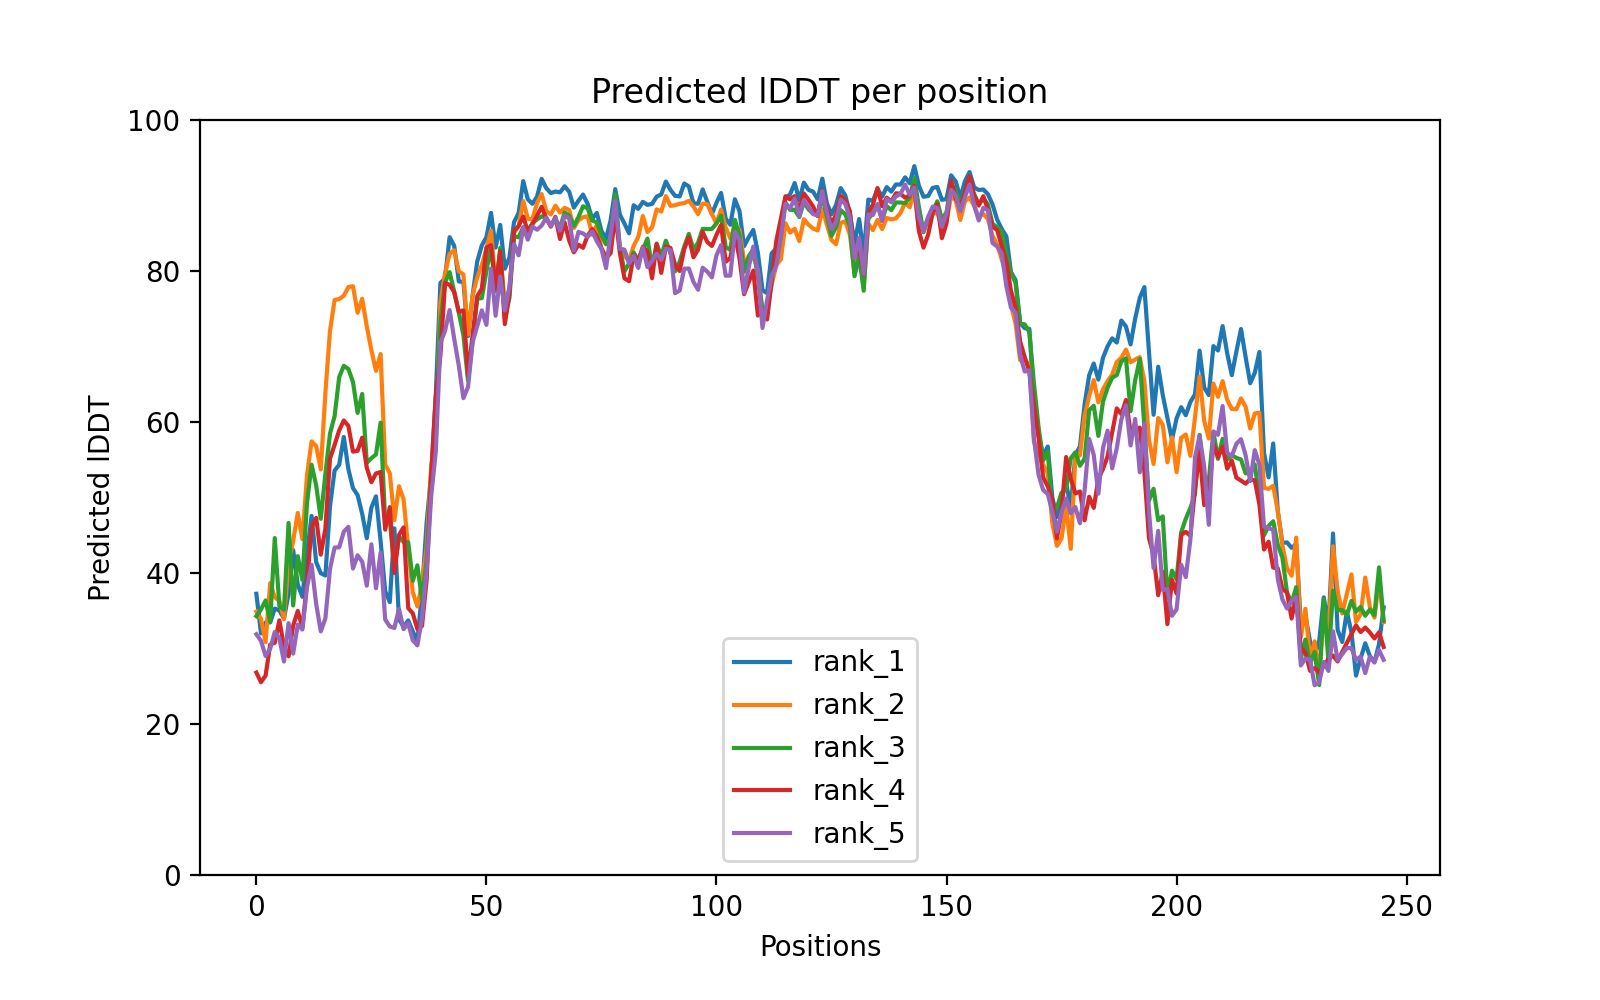 Predicted lDDT per position
100
80
60
40
20
0
Predicted lDDT
0 50 100 150 200 250
Positions
rank_1
rank_2
rank_3
rank_4
rank_5